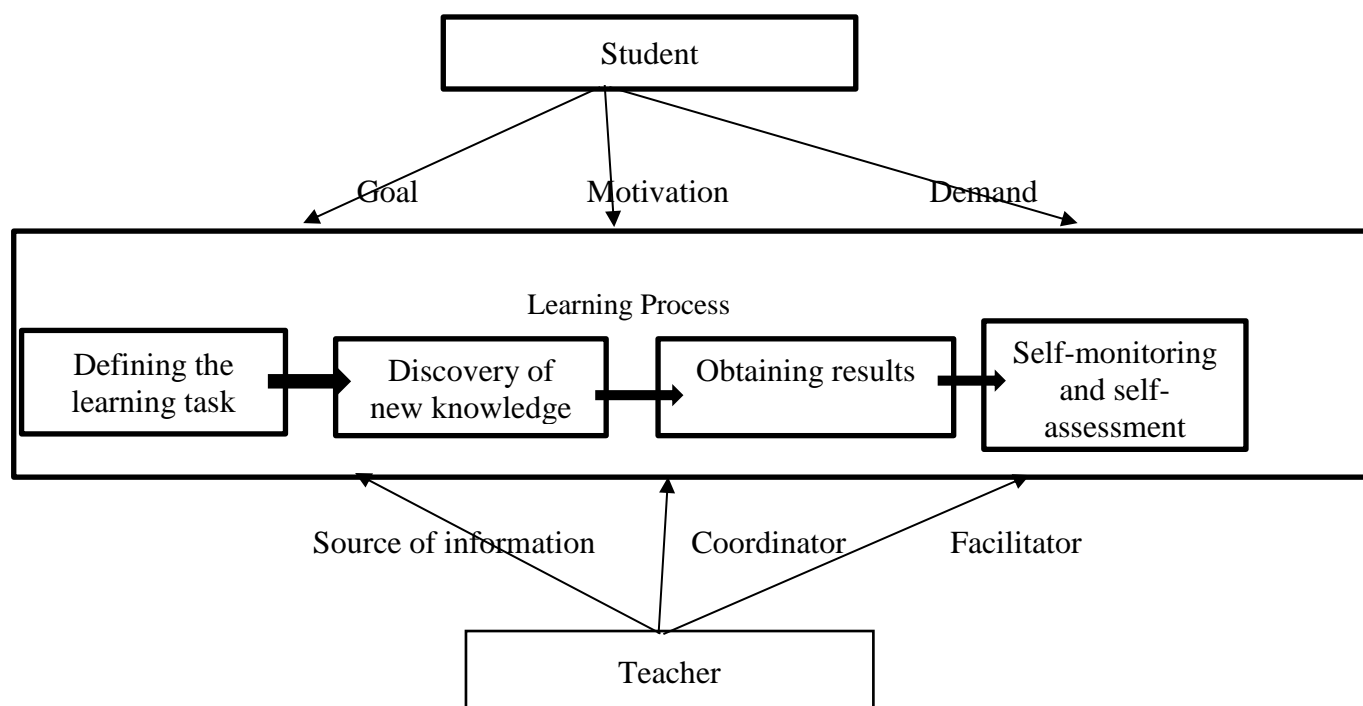 Student
Goal
Motivation
Demand
Learning Process
Defining the
learning task
Discovery of
new knowledge
Obtaining results
Self-monitoring
and self-
assessment
Source of information
Coordinator
Facilitator
Teacher